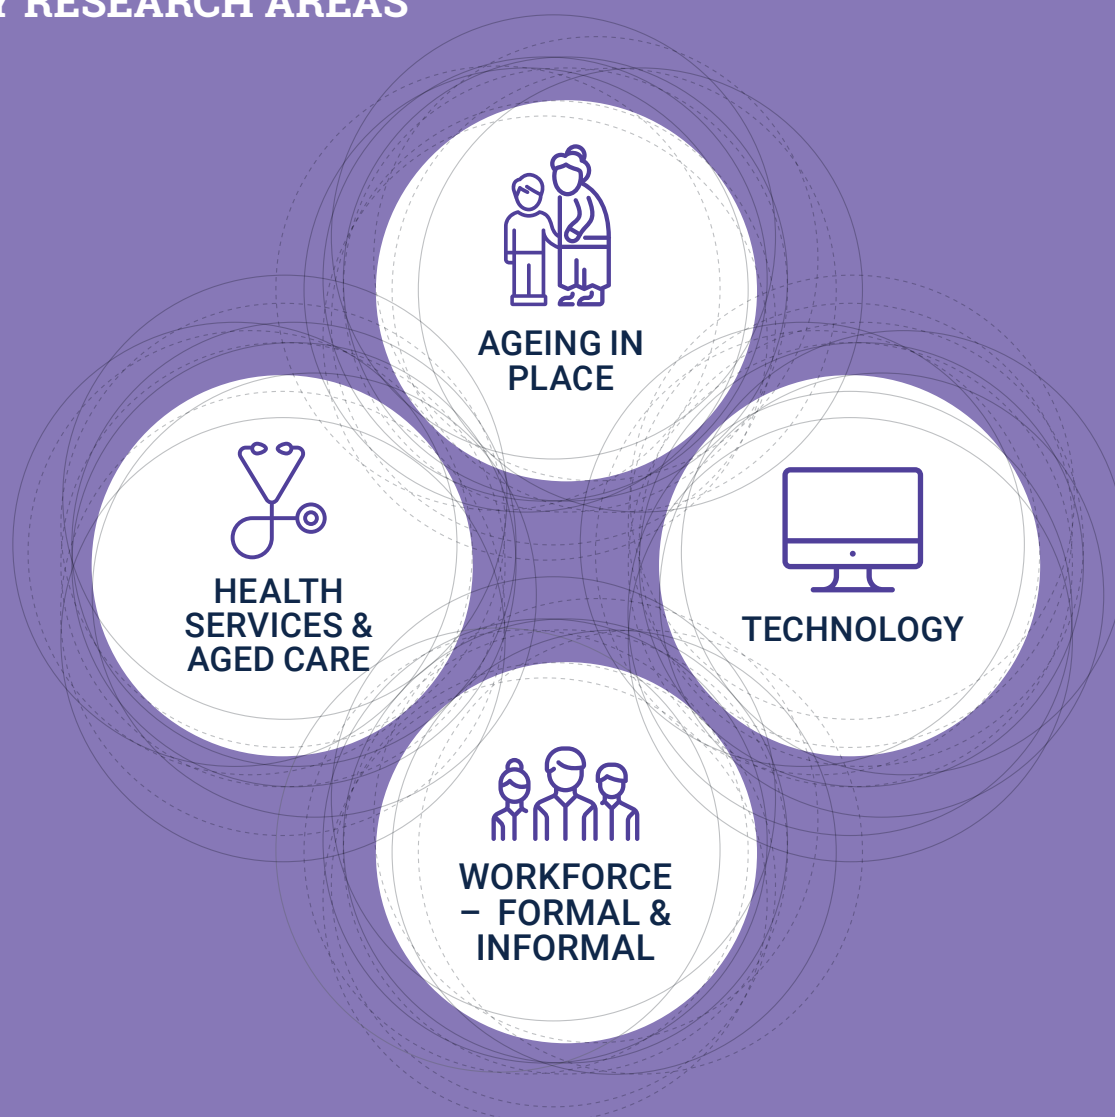 Y RESEARCH AREAS
AGEING IN
PLACE
HEALTH
SERVICES &
AGED CARE
TECHNOLOGY
WORKFORCE
– FORMAL &
INFORMAL